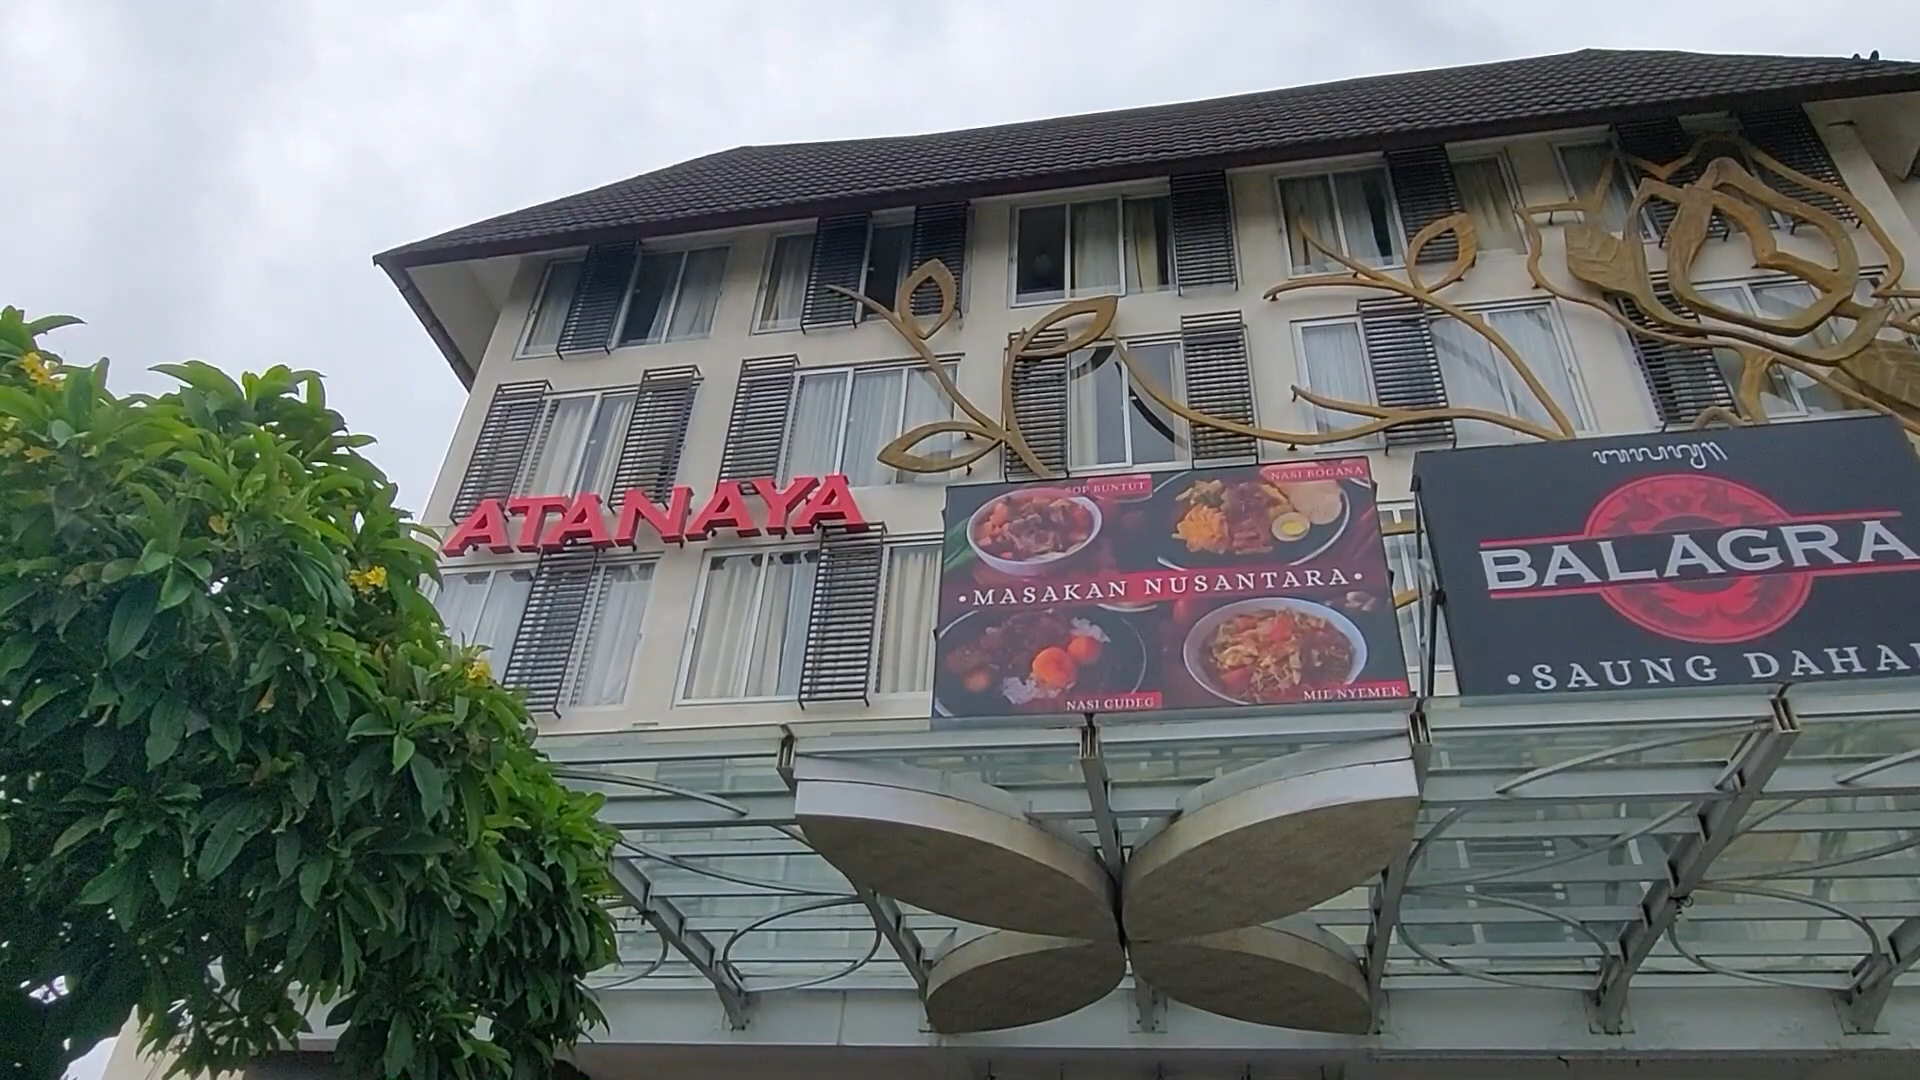 ATANAYA
SOP BUNTUT
NASI BOGANA
•MASAKAN NUSANTARA•
NASI GUDEG
MIE NYEMEK
BALAGRA
•SAUNG DAHA